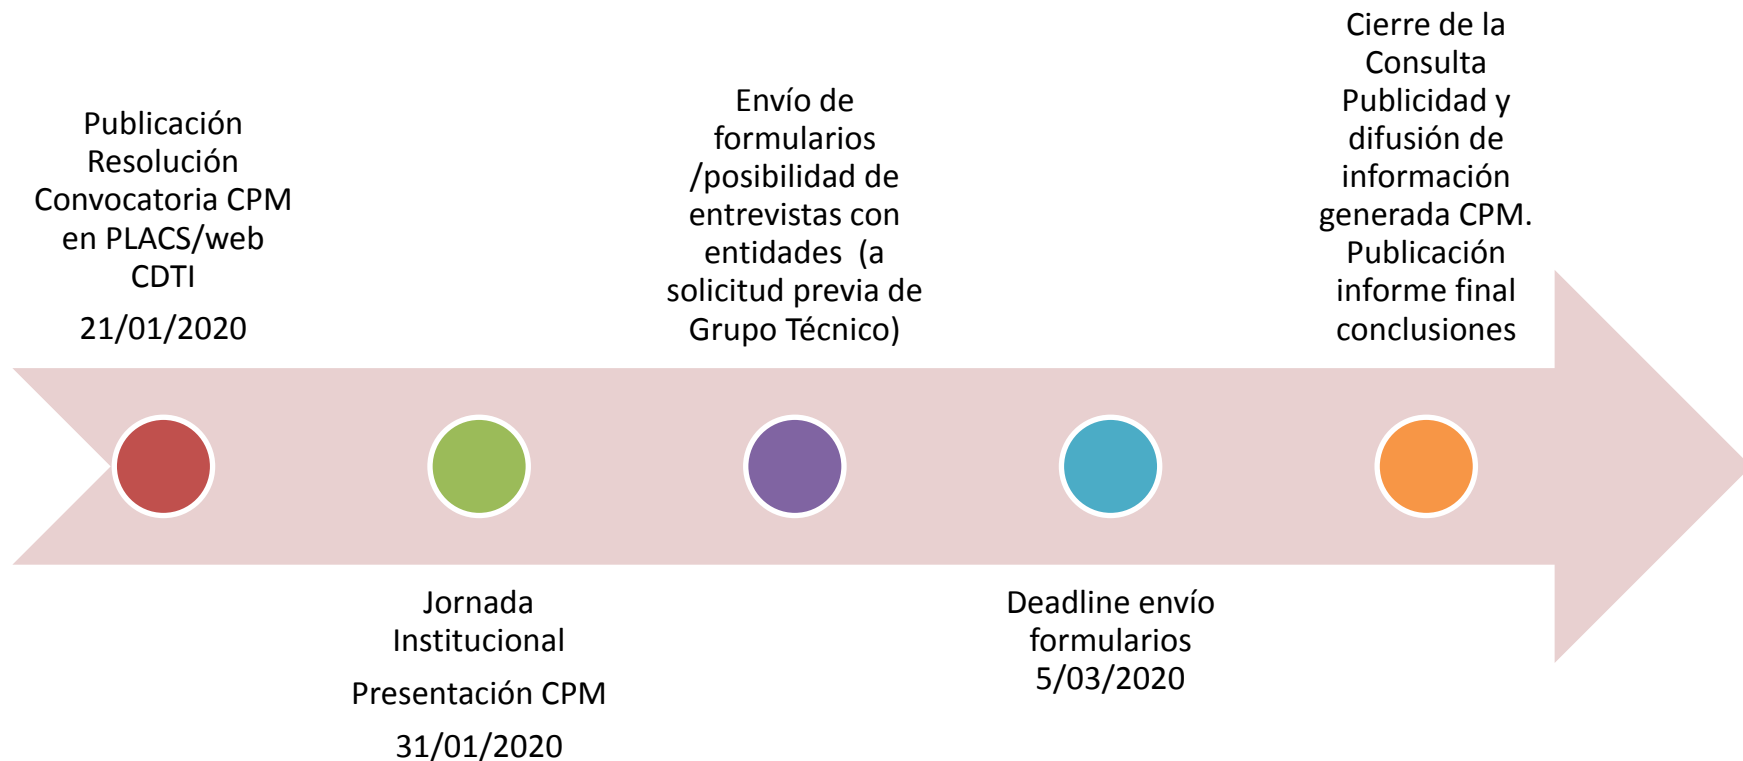 Publicación
Resolución
Convocatoria CPM
en PLACS/web
CDTI
21/01/2020
Jornada
Institucional
Presentación CPM
31/01/2020
Envío de
formularios
/posibilidad de
entrevistas con
entidades (a
solicitud previa de
Grupo Técnico)
Deadline envío
formularios
5/03/2020
Cierre de la
Consulta
Publicidad y
difusión de
información
generada CPM.
Publicación
informe final
conclusiones